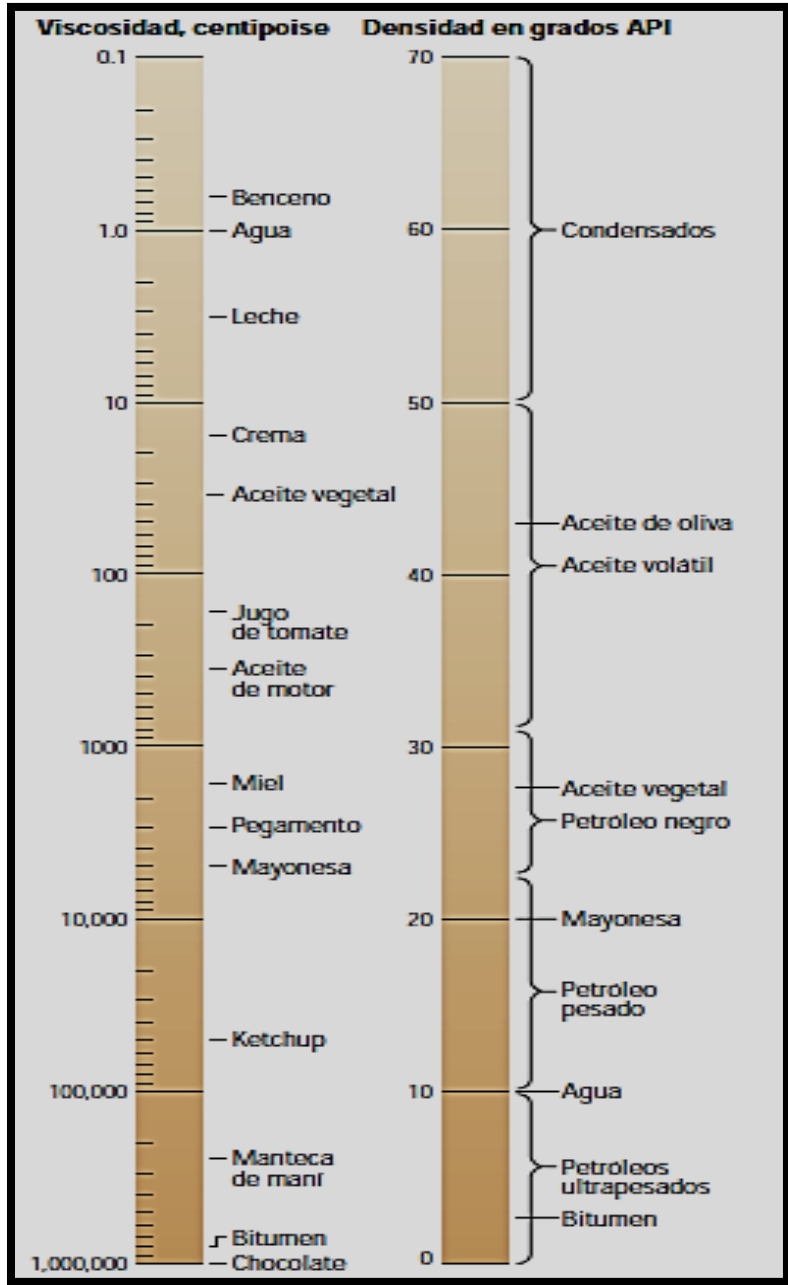 Viscosidad, centipoise
0.1
Benceno
1.0
Agua
Leche
10
Crema
Aceite vegetal
100
Jugo
de tomate
Aceite
de motor
1000
Miel
Pegamento
Mayonesa
10,000
Ketchup
100,000
Manteca
de maní
Bitumen
1,000,000
Chocolate
Densidad en grados API
70
60
Condensados
50
Aceite de oliva
Aceite volátil
40
30
Aceite vegetal
Petróleo negro
20
Mayonesa
Petróleo
pesado
10
Agua
Petróleos
ultrapesados
Bitumen
0